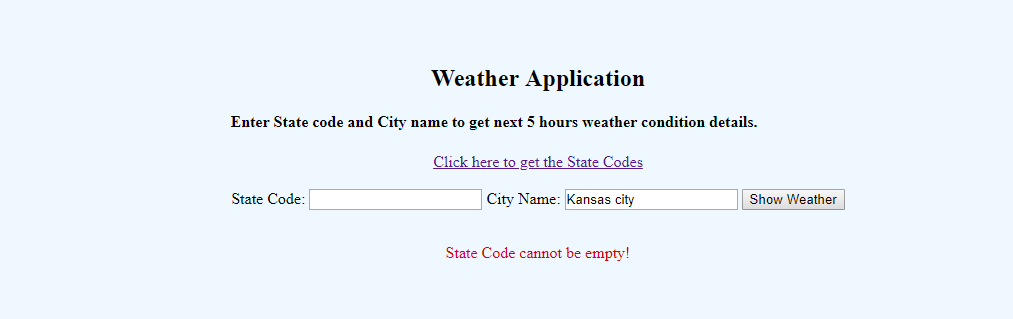 Weather Application
Enter State code and City name to get next 5 hours weather condition details.
Click here to get the State Codes
State Code: City Name: Kansas city Show Weather
State Code cannot be empty!